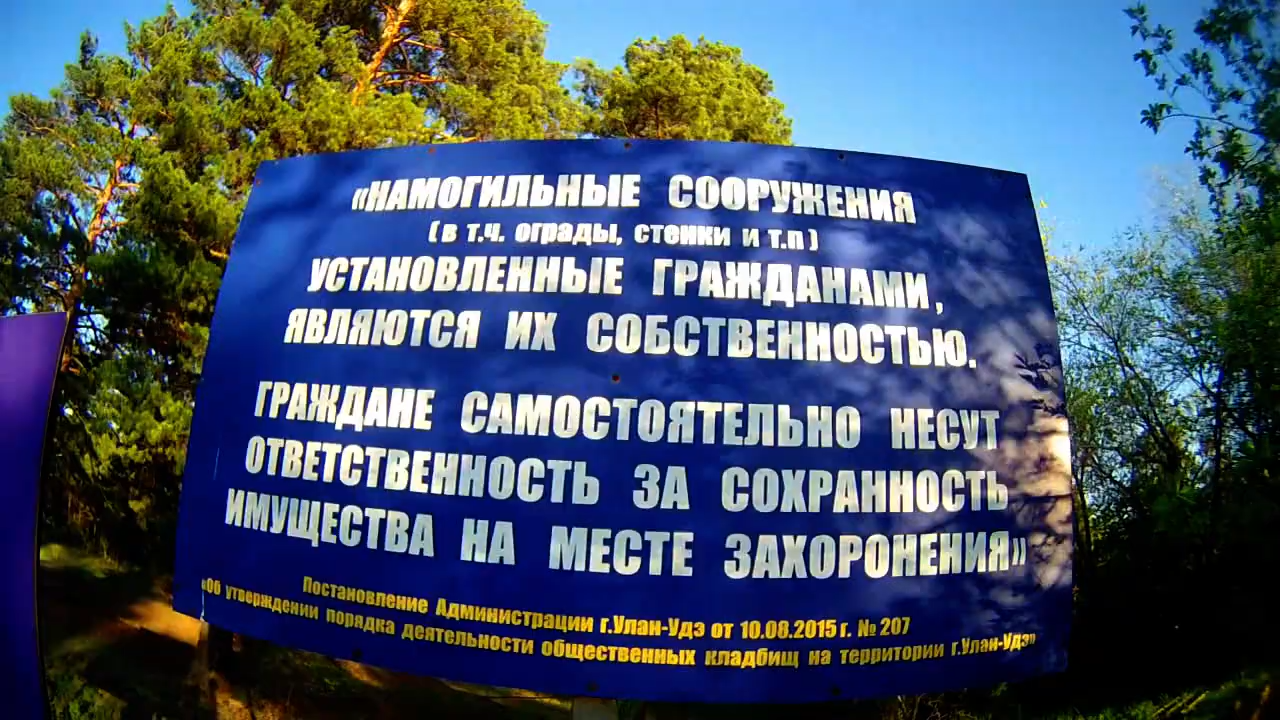 «НАМОГИЛЬНЫЕ СООРУЖЕНИЯ
(в т.ч. ограды, стенки и т.п)
УСТАНОВЛЕННЫЕ ГРАЖДАНАМИ,
ЯВЛЯЮТСЯ ИХ СОБСТВЕННОСТЬЮ.
ГРАЖДАНЕ САМОСТОЯТЕЛЬНО НЕСУТ
ОТВЕТСТВЕННОСТЬ ЗА СОХРАННОСТЬ
ИМУЩЕСТВА НА МЕСТЕ ЗАХОРОНЕНИЯ»
Постановление Администрации г.Улан-Удэ от 10.08.2015 г. № 207
«Об утверждении порядка деятельности общественных кладбищ на территории г.Улан-Удэ»